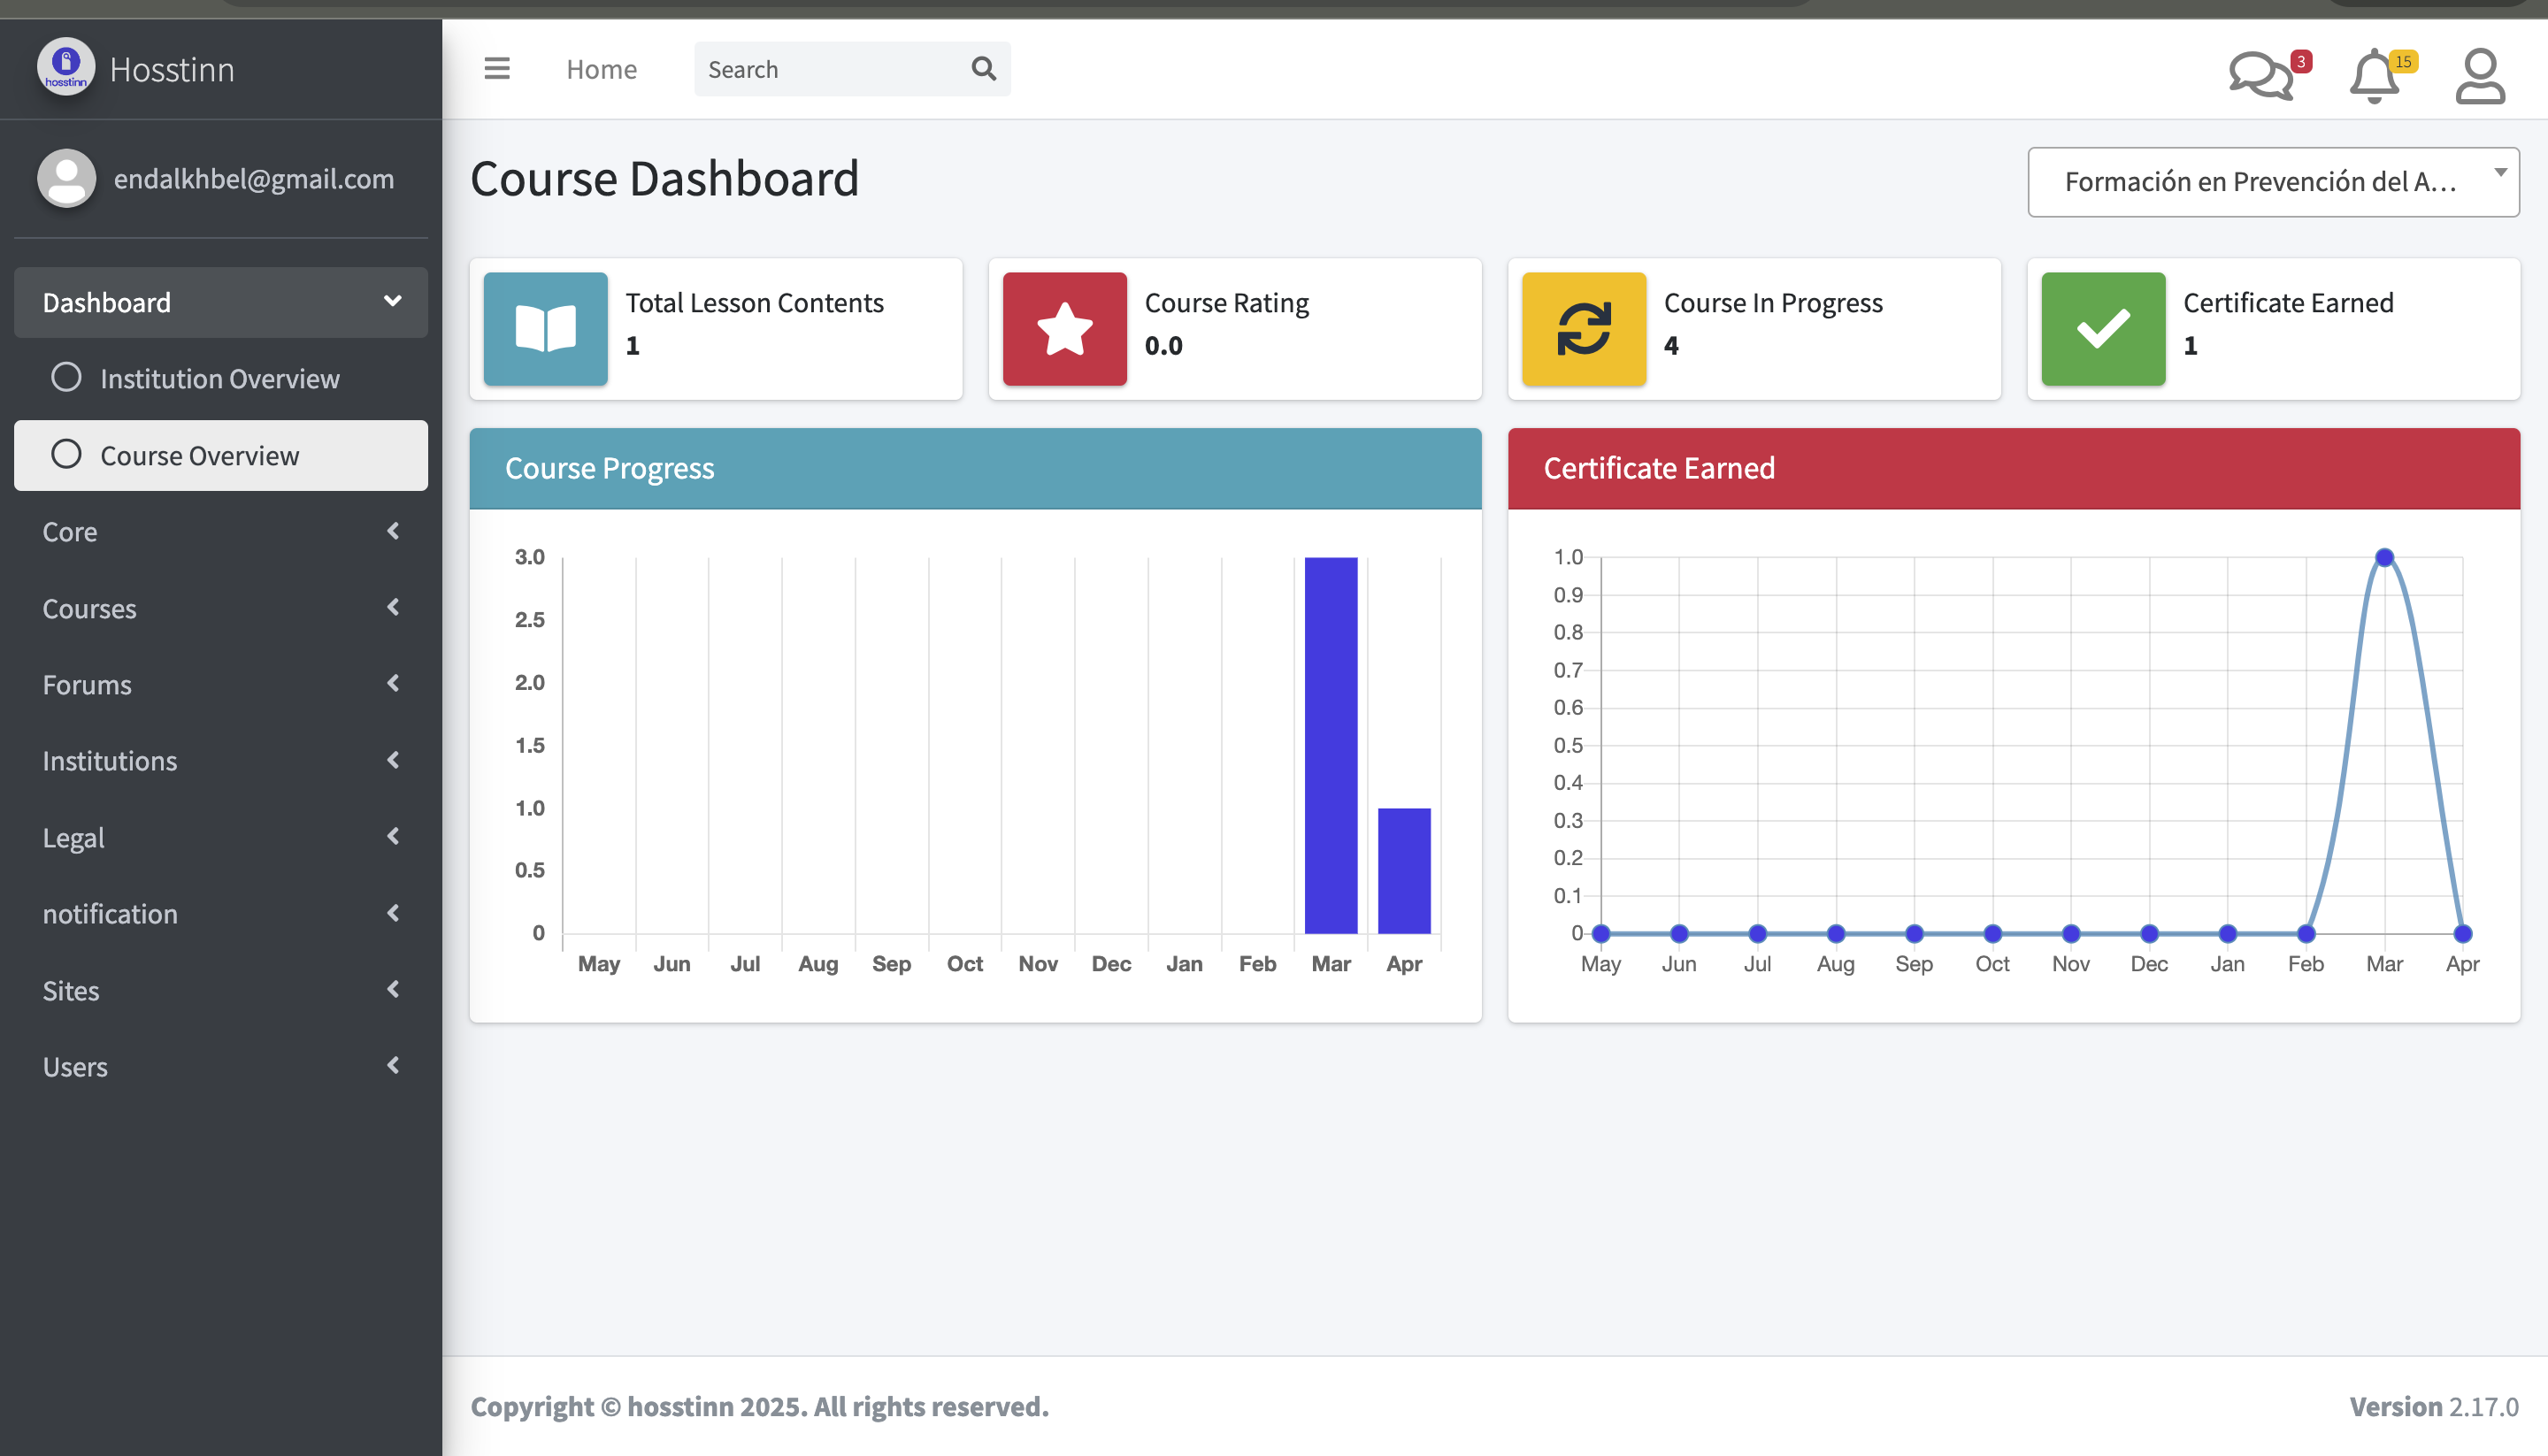 hosstinn
Hosstinn
endalkhbel@gmail.com
Dashboard
Institution Overview
Course Overview
Core
Courses
Forums
Institutions
Legal
notification
Sites
Users
Home
Search
3
15
Course Dashboard
Formación en Prevención del A...
Total Lesson Contents
1
Course Rating
0.0
Course In Progress
4
Certificate Earned
1
Course Progress
3.0
2.5
2.0
1.5
1.0
0.5
0
May Jun Jul Aug Sep Oct Nov Dec Jan Feb Mar Apr
Certificate Earned
1.0
0.9
0.8
0.7
0.6
0.5
0.4
0.3
0.2
0.1
0
May Jun Jul Aug Sep Oct Nov Dec Jan Feb Mar Apr
Copyright © hosstinn 2025. All rights reserved.
Version 2.17.0